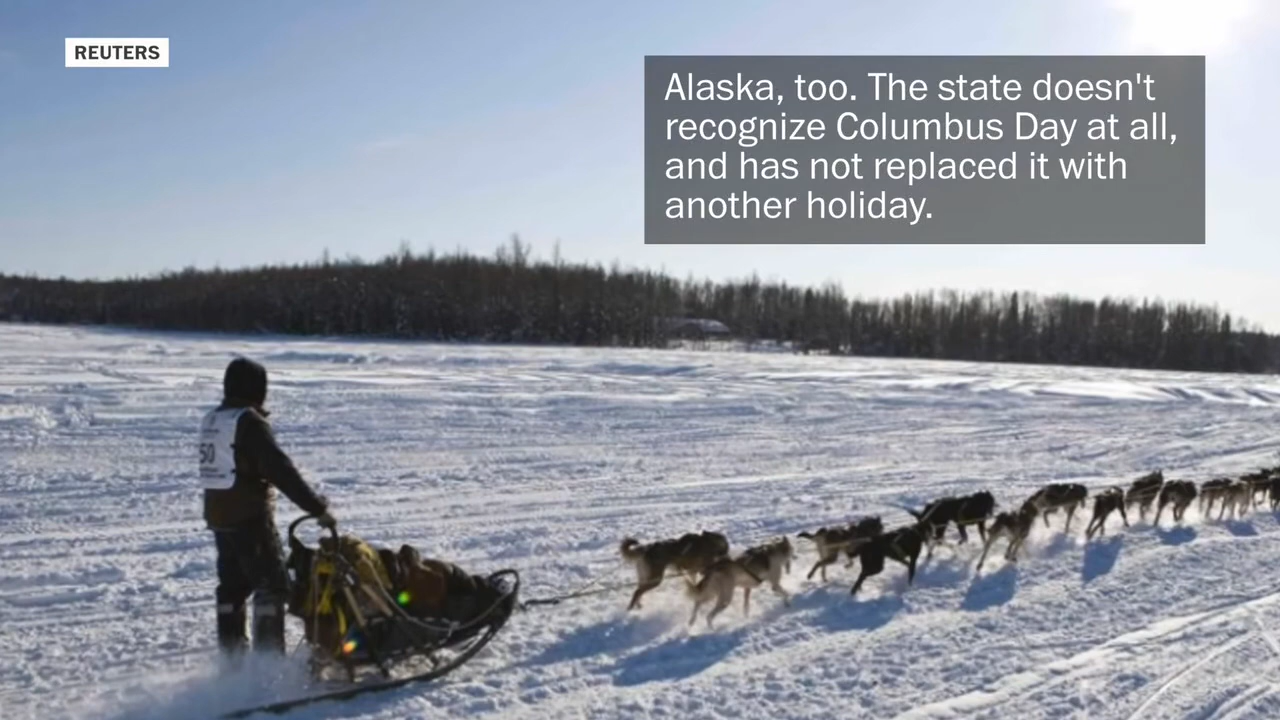 REUTERS
Alaska, too. The state doesn't
recognize Columbus Day at all,
and has not replaced it with
another holiday.
50